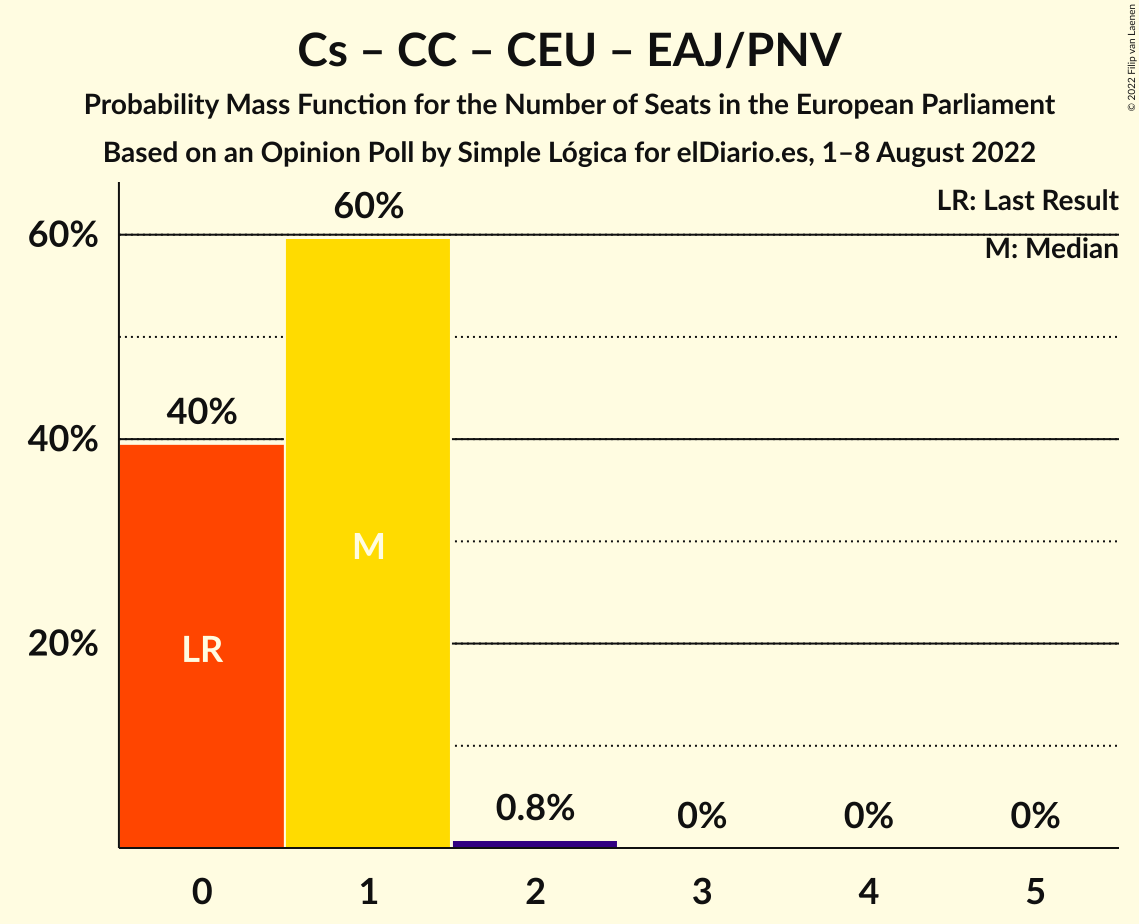 Cs – CC – CEU – EAJ/PNV
Probability Mass Function for the Number of Seats in the European Parliament
Based on an Opinion Poll by Simple Lógica for elDiario.es, 1–8 August 2022
© 2022 Filip van Laenen
LR: Last Result
M: Median
60%
40%
20%
40%
60%
0.8%
0%
0%
0%
LR
M
0
1
2
3
4
5